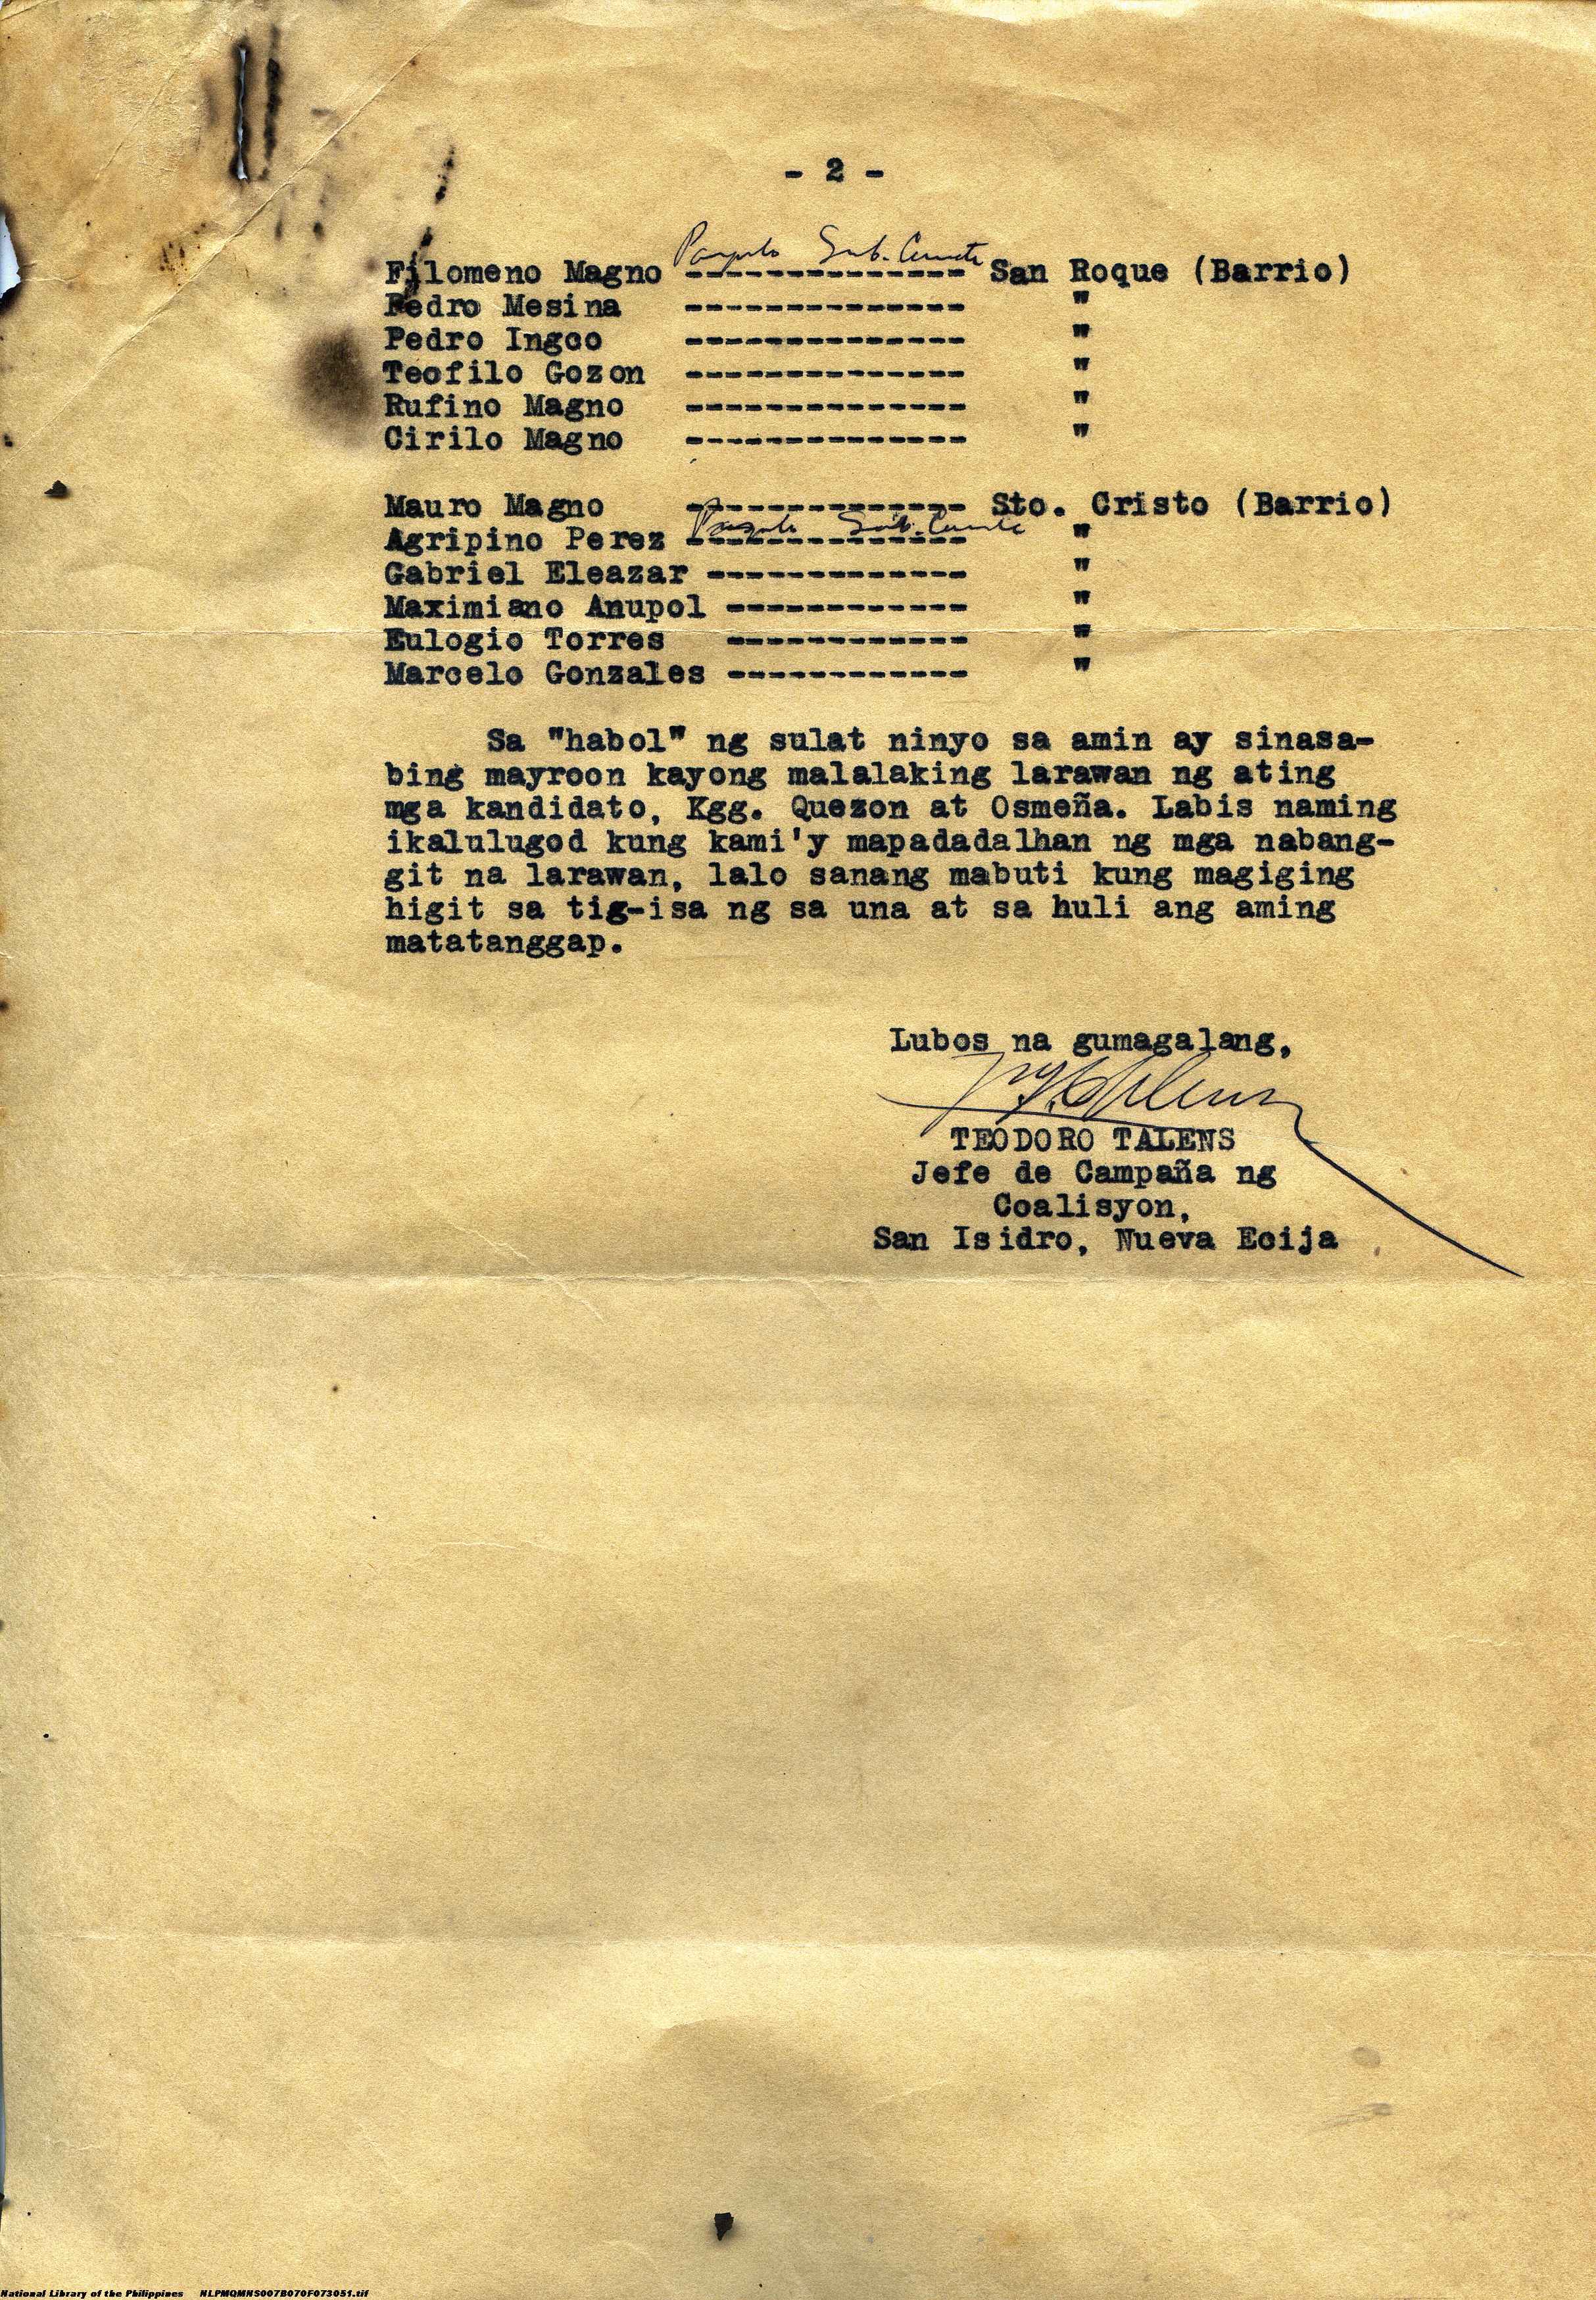 - 2 -
Pangulo Sub. Comite
Filomeno Magno -------------- San Roque (Barrio)
Pedro Mesina -------------- "
Pedro Ingco -------------- "
Teofilo Gozon -------------- "
Rufino Magno -------------- "
Cirilo Magno -------------- "
Mauro Magno -------------- Sto. Cristo (Barrio)
Pangulo Sub. Comite
Agripino Perez -------------- "
Gabriel Eleazar ------------- "
Maximiano Anupol ------------ "
Eulogio Torres ------------ "
Marcelo Gonzales ------------ "
Sa "habol" ng sulat ninyo sa amin ay sinasa-
bing mayroon kayong malalaking larawan ng ating
mga kandidato, Kgg. Quezon at Osmeña. Labis naming
ikalulugod kung kami'y mapadadalhan ng mga nabang-
git na larawan, lalo sanang mabuti kung magiging
higit sa tig-isa ng sa una at sa huli ang aming
matatanggap.
Lubos na gumagalang,
TEODORO TALENS
Jefe de Campaña ng
Coalisyon,
San Isidro, Nueva Ecija
National Library of the Philippines NLPMQMNS007B070F073051.tif